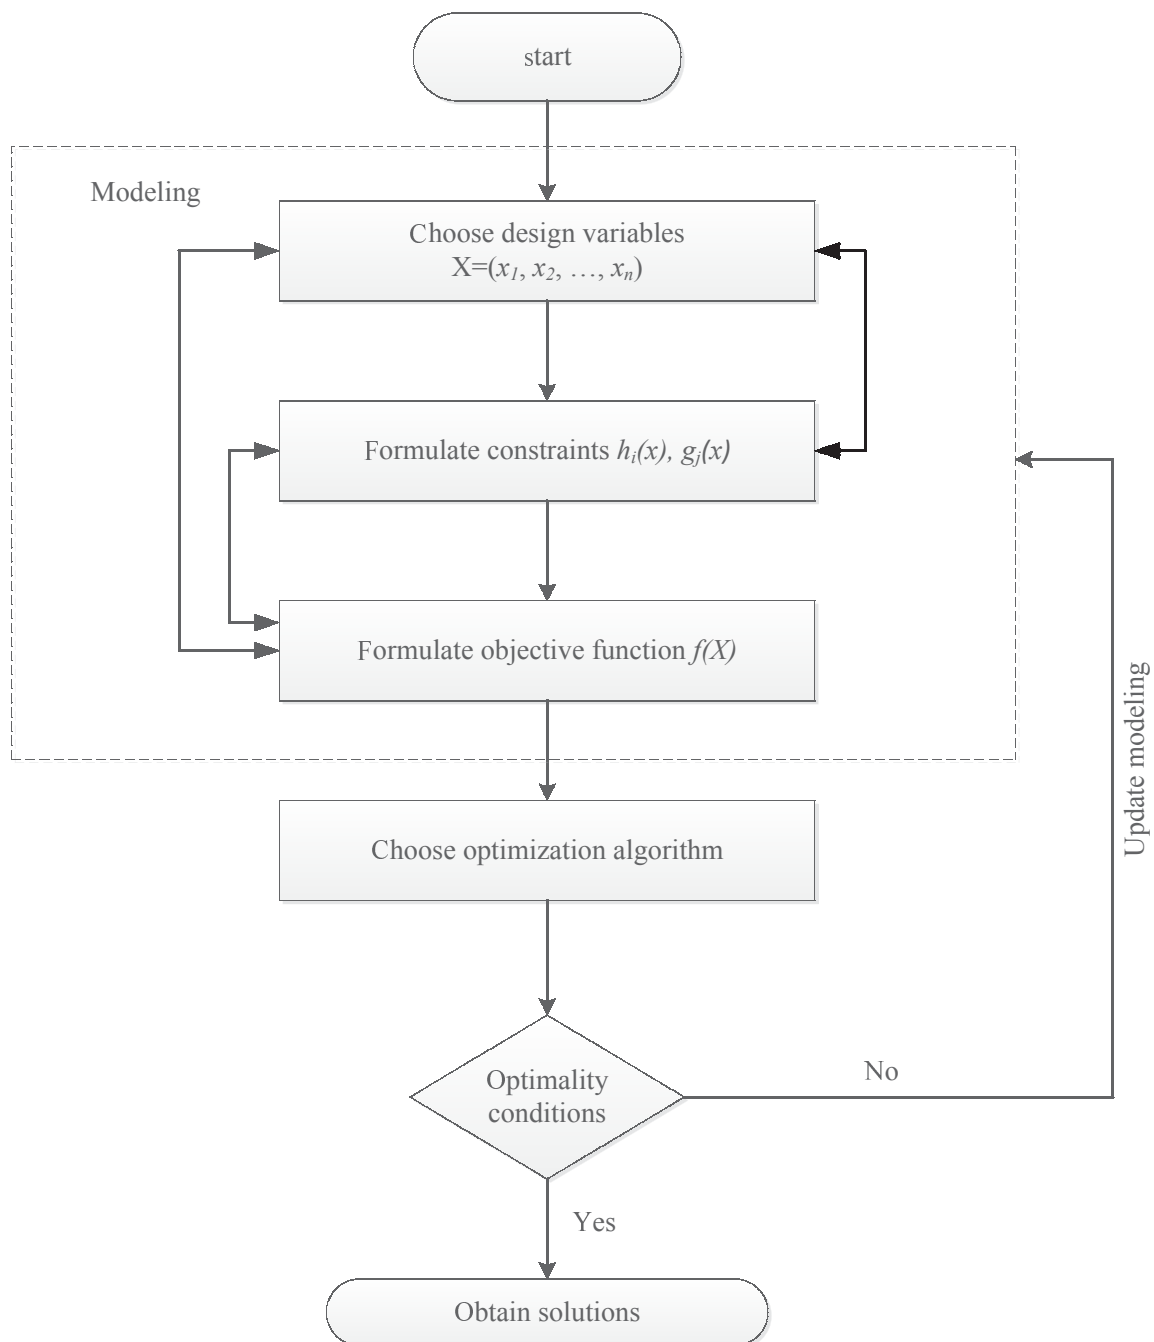 start
Modeling
Choose design variables
X=(x₁, x₂, …, xₙ)
Formulate constraints hᵢ(x), gⱼ(x)
Formulate objective function f(X)
Update modeling
Choose optimization algorithm
Optimality
conditions
No
Yes
Obtain solutions